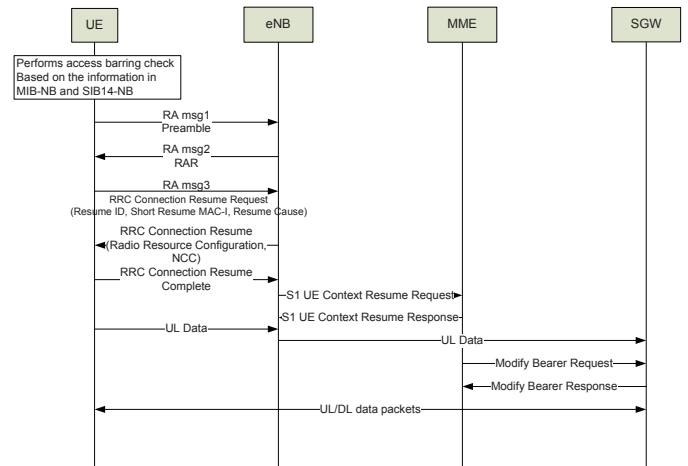 UE
eNB
MME
SGW
Performs access barring check
Based on the information in
MIB-NB and SIB14-NB
RA msg1
Preamble
RA msg2
RAR
RA msg3
RRC Connection Resume Request
(Resume ID, Short Resume MAC-I, Resume Cause)
RRC Connection Resume
(Radio Resource Configuration,
NCC)
RRC Connection Resume
Complete
S1 UE Context Resume Request
S1 UE Context Resume Response
UL Data
UL Data
Modify Bearer Request
Modify Bearer Response
UL/DL data packets